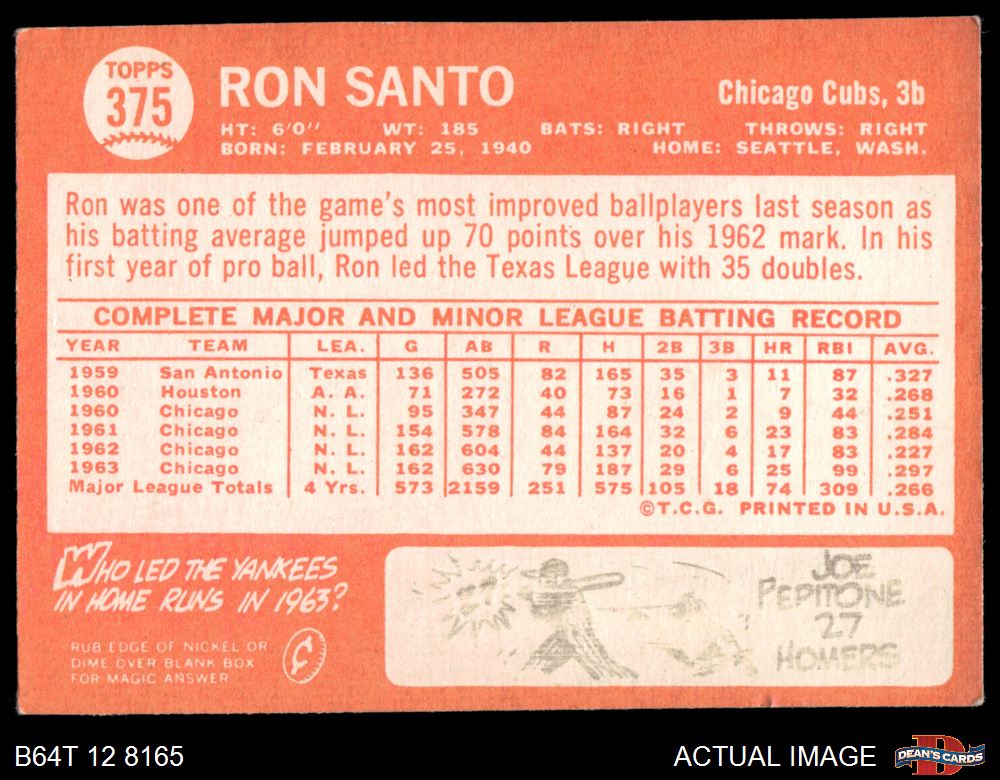 TOPPS
375
RON SANTO
Chicago Cubs, 3b
HT: 6'0" WT: 185 BATS: RIGHT THROWS: RIGHT
BORN: FEBRUARY 25, 1940 HOME: SEATTLE, WASH.
Ron was one of the game's most improved ballplayers last season as
his batting average jumped up 70 points over his 1962 mark. In his
first year of pro ball, Ron led the Texas League with 35 doubles.
COMPLETE MAJOR AND MINOR LEAGUE BATTING RECORD
YEAR TEAM LEA. G AB R H 2B 3B HR RBI AVG.
1959 San Antonio Texas 136 505 82 165 35 3 11 87 .327
1960 Houston A. A. 71 272 40 73 16 1 7 32 .268
1960 Chicago N. L. 95 347 44 87 24 2 9 44 .251
1961 Chicago N. L. 154 578 84 164 32 6 23 83 .284
1962 Chicago N. L. 162 604 44 137 20 4 17 83 .227
1963 Chicago N. L. 162 630 79 187 29 6 25 99 .297
Major League Totals 4 Yrs. 573 2159 251 575 105 18 74 309 .266
©T.C.G. PRINTED IN U.S.A.
WHO LED THE YANKEES
IN HOME RUNS IN 1963?
RUB EDGE OF NICKEL OR
DIME OVER BLANK BOX
FOR MAGIC ANSWER
¢
JOE
PEPITONE
27
HOMERS
B64T 12 8165
ACTUAL IMAGE
DEAN'S CARDS